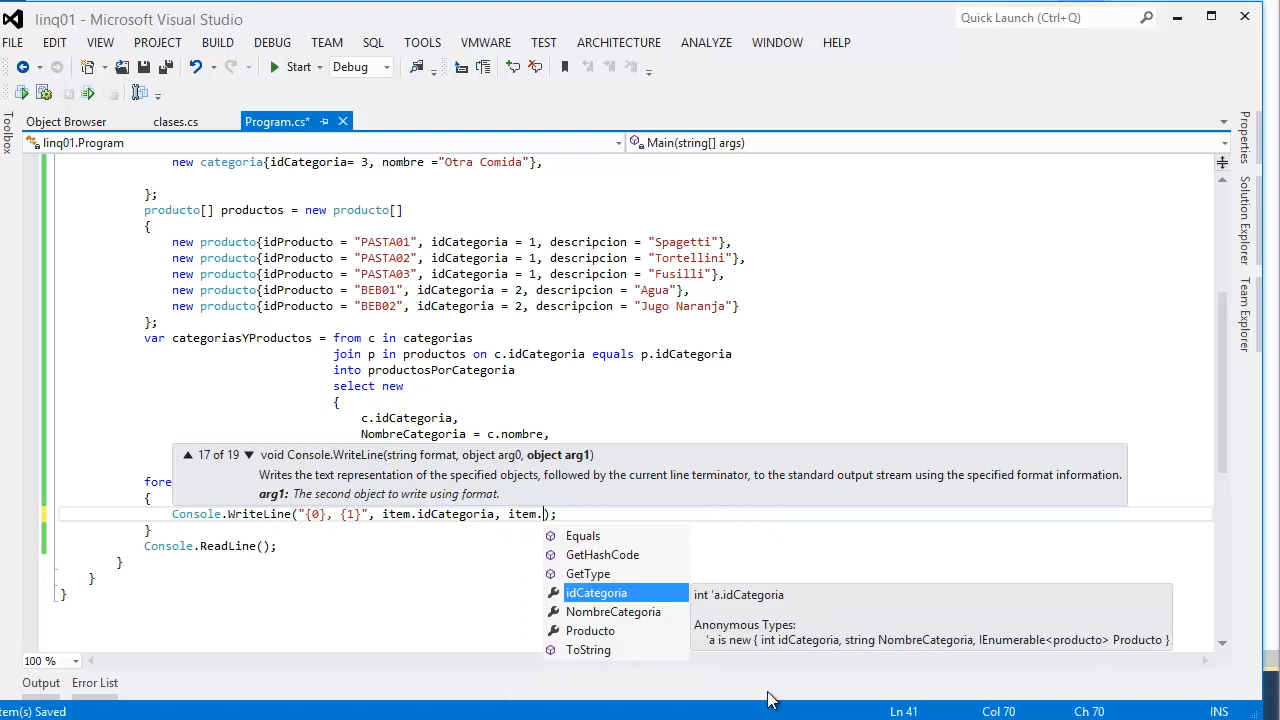 linq01 - Microsoft Visual Studio
Quick Launch (Ctrl+Q)
FILE EDIT VIEW PROJECT BUILD DEBUG TEAM SQL TOOLS VMWARE TEST ARCHITECTURE ANALYZE WINDOW HELP
Start Debug
Toolbox
Object Browser clases.cs Program.cs*
linq01.Program Main(string[] args)
new categoria{idCategoria= 3, nombre ="Otra Comida"},
};
producto[] productos = new producto[]
{
new producto{idProducto = "PASTA01", idCategoria = 1, descripcion = "Spagetti"},
new producto{idProducto = "PASTA02", idCategoria = 1, descripcion = "Tortellini"},
new producto{idProducto = "PASTA03", idCategoria = 1, descripcion = "Fusilli"},
new producto{idProducto = "BEB01", idCategoria = 2, descripcion = "Agua"},
new producto{idProducto = "BEB02", idCategoria = 2, descripcion = "Jugo Naranja"}
};
var categoriasYProductos = from c in categorias
join p in productos on c.idCategoria equals p.idCategoria
into productosPorCategoria
select new
{
c.idCategoria,
NombreCategoria = c.nombre,
17 of 19 void Console.WriteLine(string format, object arg0, object arg1)
Writes the text representation of the specified objects, followed by the current line terminator, to the standard output stream using the specified format information.
arg1: The second object to write using format.
fore
{
Console.WriteLine("{0}, {1}", item.idCategoria, item.);
}
Console.ReadLine();
}
}
}
Equals
GetHashCode
GetType
idCategoria
NombreCategoria
Producto
ToString
int 'a.idCategoria
Anonymous Types:
'a is new { int idCategoria, string NombreCategoria, IEnumerable<producto> Producto }
Properties
Solution Explorer
Team Explorer
100 %
Output Error List
tem(s) Saved Ln 41 Col 70 Ch 70 INS